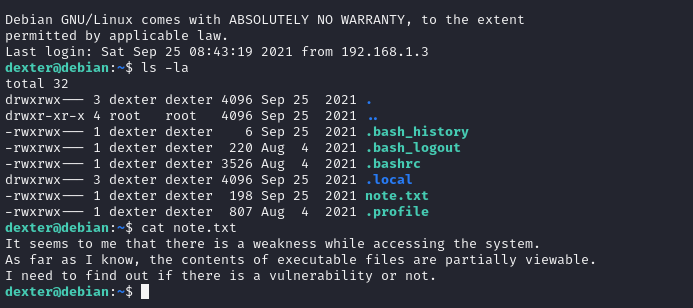 Debian GNU/Linux comes with ABSOLUTELY NO WARRANTY, to the extent
permitted by applicable law.
Last login: Sat Sep 25 08:43:19 2021 from 192.168.1.3
dexter@debian:~$ ls -la
total 32
drwxrwx--- 3 dexter dexter 4096 Sep 25  2021 .
drwxr-xr-x 4 root   root   4096 Sep 25  2021 ..
-rwxrwx--- 1 dexter dexter    6 Sep 25  2021 .bash_history
-rwxrwx--- 1 dexter dexter  220 Aug  4  2021 .bash_logout
-rwxrwx--- 1 dexter dexter 3526 Aug  4  2021 .bashrc
drwxrwx--- 3 dexter dexter 4096 Sep 25  2021 .local
-rwxrwx--- 1 dexter dexter  198 Sep 25  2021 note.txt
-rwxrwx--- 1 dexter dexter  807 Aug  4  2021 .profile
dexter@debian:~$ cat note.txt
It seems to me that there is a weakness while accessing the system.
As far as I know, the contents of executable files are partially viewable.
I need to find out if there is a vulnerability or not.
dexter@debian:~$